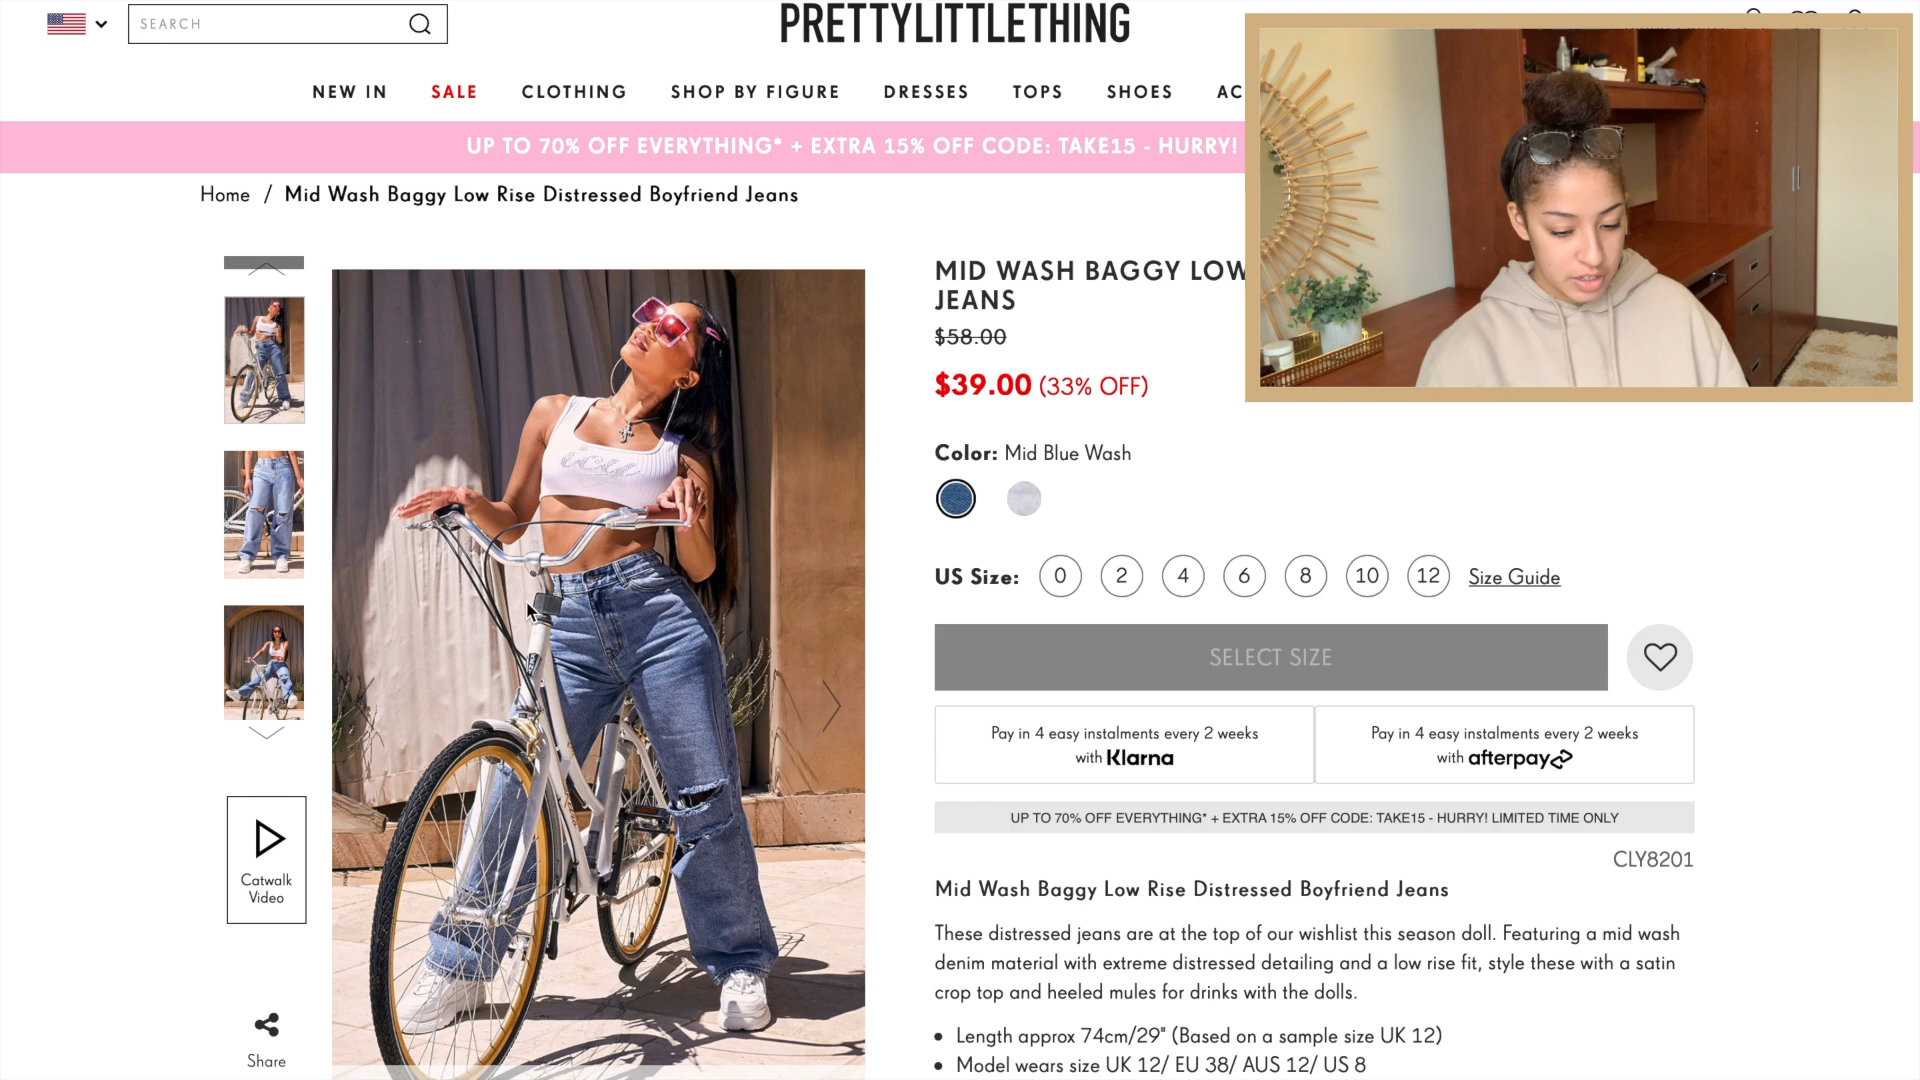 SEARCH
PRETTYLITTLETHING
NEW IN
SALE
CLOTHING
SHOP BY FIGURE
DRESSES
TOPS
SHOES
AC
UP TO 70% OFF EVERYTHING* + EXTRA 15% OFF CODE: TAKE15 - HURRY!
Home / Mid Wash Baggy Low Rise Distressed Boyfriend Jeans
MID WASH BAGGY LOW
JEANS
$58.00
$39.00 (33% OFF)
Color: Mid Blue Wash
US Size: 0 2 4 6 8 10 12 Size Guide
SELECT SIZE
Pay in 4 easy instalments every 2 weeks
with Klarna
Pay in 4 easy instalments every 2 weeks
with afterpay
UP TO 70% OFF EVERYTHING* + EXTRA 15% OFF CODE: TAKE15 - HURRY! LIMITED TIME ONLY
CLY8201
Mid Wash Baggy Low Rise Distressed Boyfriend Jeans
These distressed jeans are at the top of our wishlist this season doll. Featuring a mid wash
denim material with extreme distressed detailing and a low rise fit, style these with a satin
crop top and heeled mules for drinks with the dolls.
• Length approx 74cm/29" (Based on a sample size UK 12)
• Model wears size UK 12/ EU 38/ AUS 12/ US 8
Catwalk
Video
Share
icy